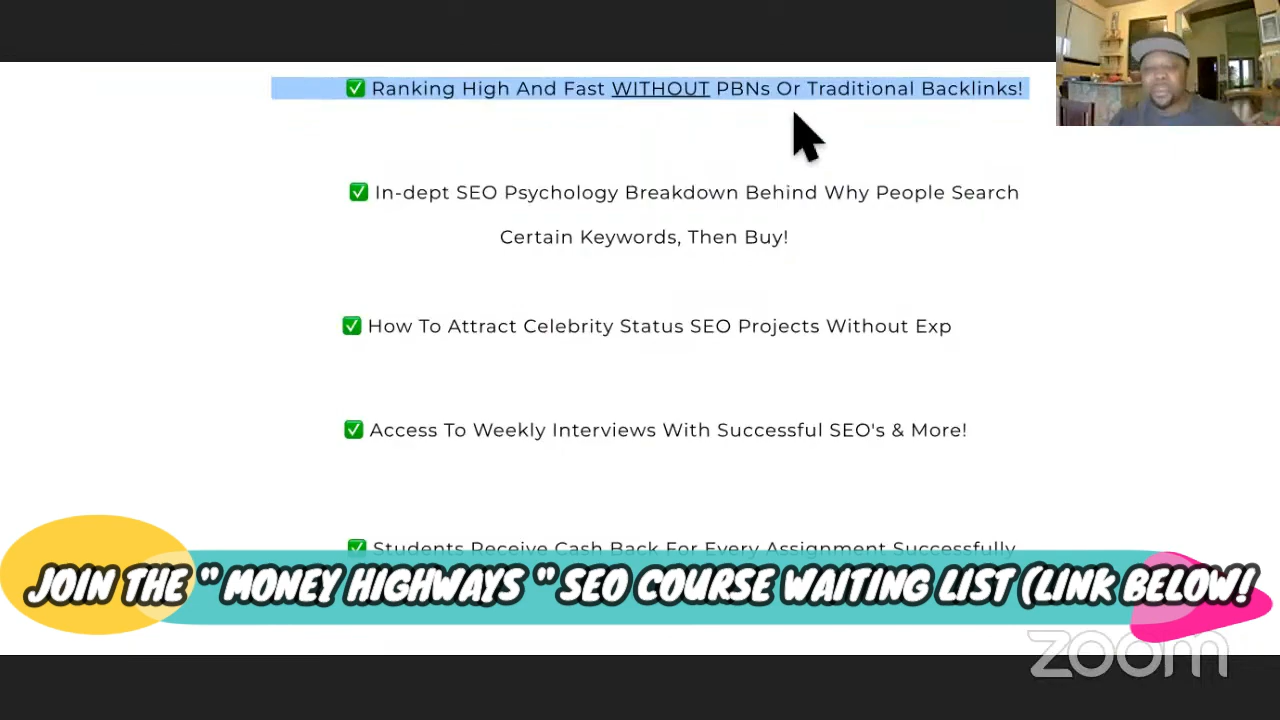 ✅ Ranking High And Fast WITHOUT PBNs Or Traditional Backlinks!
✅ In-dept SEO Psychology Breakdown Behind Why People Search
Certain Keywords, Then Buy!
✅ How To Attract Celebrity Status SEO Projects Without Exp
✅ Access To Weekly Interviews With Successful SEO's & More!
✅ Students Receive Cash Back For Every Assignment Successfully
JOIN THE " MONEY HIGHWAYS " SEO COURSE WAITING LIST (LINK BELOW!
zoom